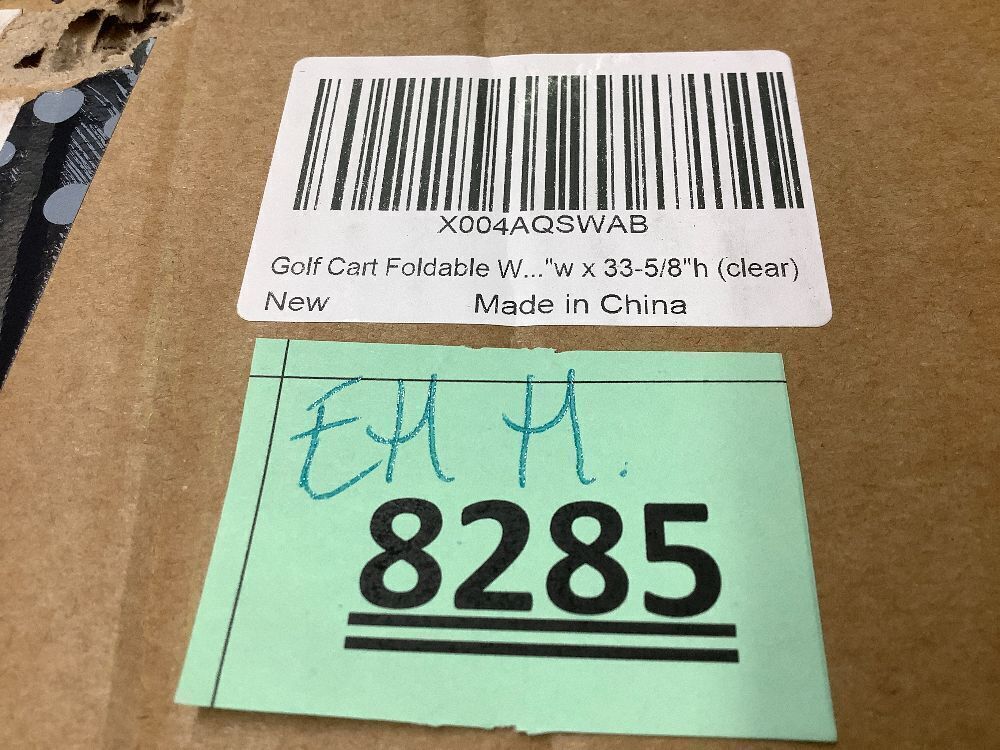 X004AQSWAB
Golf Cart Foldable W..."w x 33-5/8"h (clear)
New Made in China
EH H.
8285